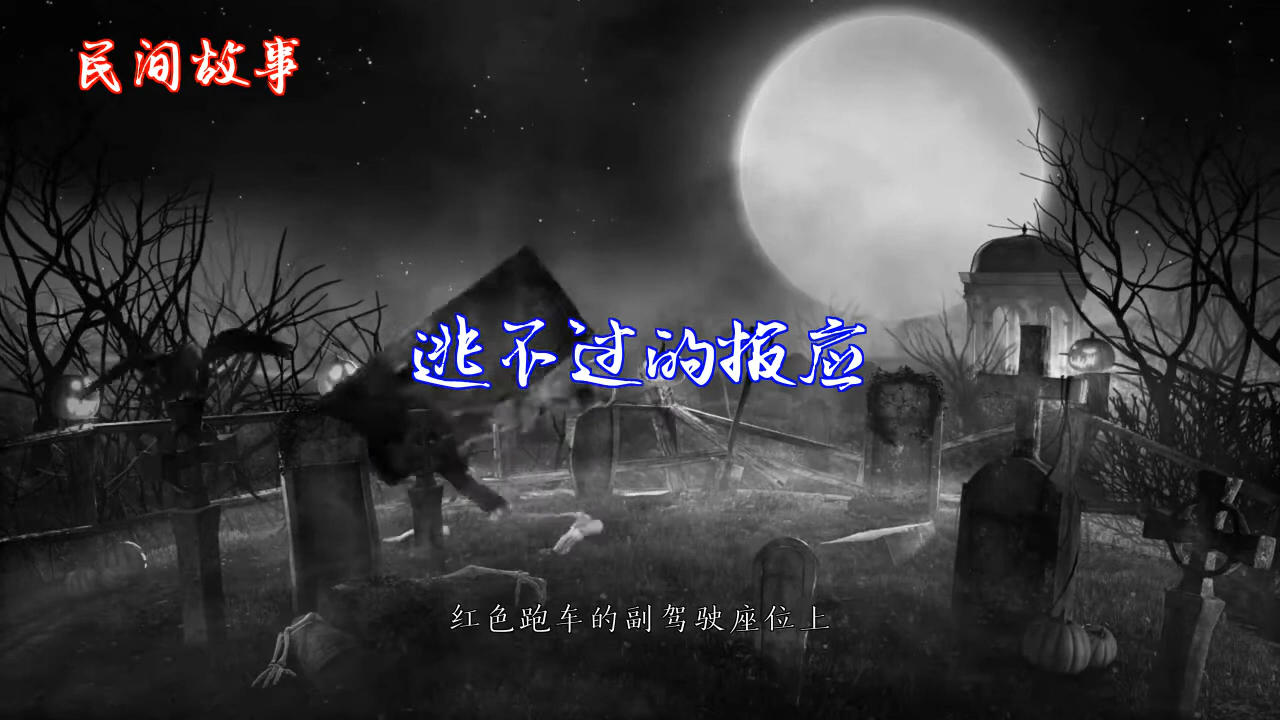 民间故事
逃不过的报应
红色跑车的副驾驶座位上